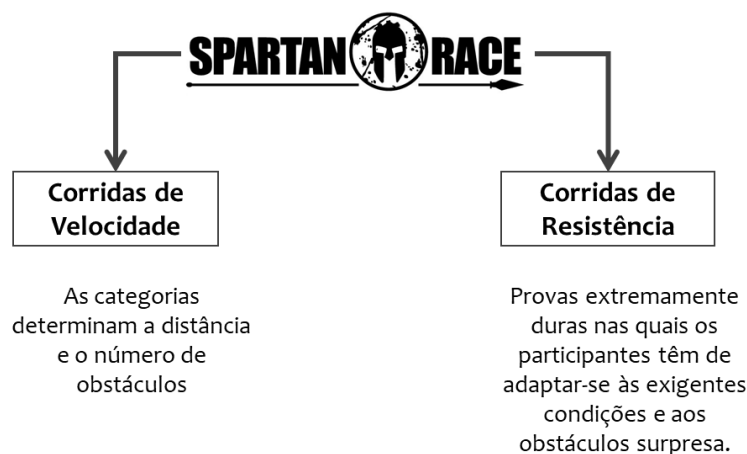 SPARTAN RACE
Corridas de
Velocidade
As categorias
determinam a distância
e o número de
obstáculos
Corridas de
Resistência
Provas extremamente
duras nas quais os
participantes têm de
adaptar-se às exigentes
condições e aos
obstáculos surpresa.